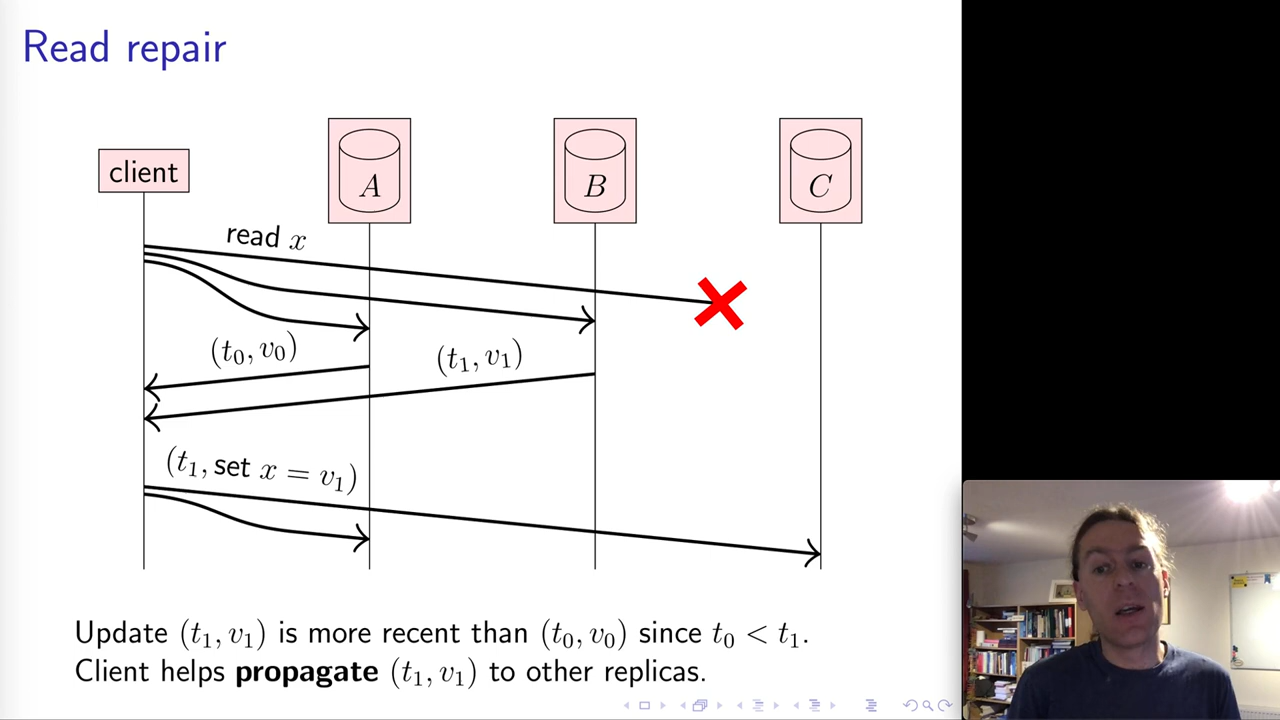 Read repair
client
A
B
C
read x
(t₀, v₀)
(t₁, v₁)
(t₁, set x = v₁)
Update (t₁, v₁) is more recent than (t₀, v₀) since t₀ < t₁.
Client helps propagate (t₁, v₁) to other replicas.